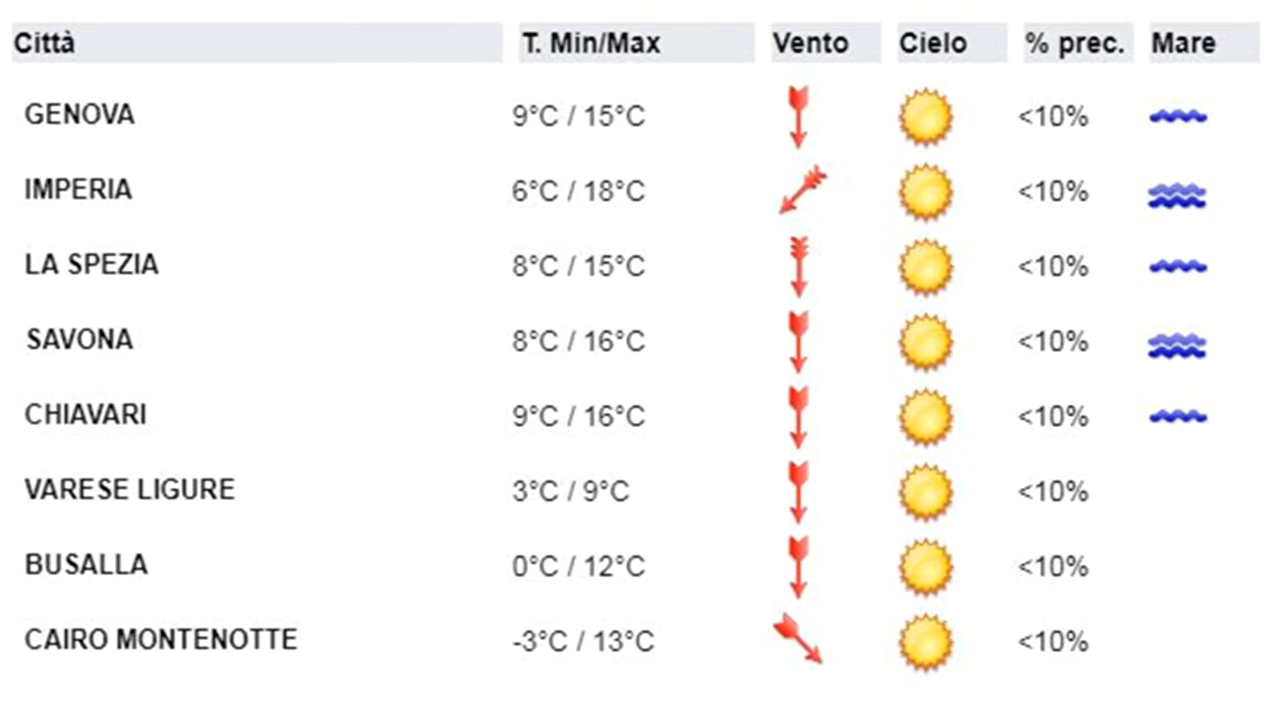 Città T. Min/Max Vento Cielo % prec. Mare
GENOVA 9°C / 15°C <10%
IMPERIA 6°C / 18°C <10%
LA SPEZIA 8°C / 15°C <10%
SAVONA 8°C / 16°C <10%
CHIAVARI 9°C / 16°C <10%
VARESE LIGURE 3°C / 9°C <10%
BUSALLA 0°C / 12°C <10%
CAIRO MONTENOTTE -3°C / 13°C <10%